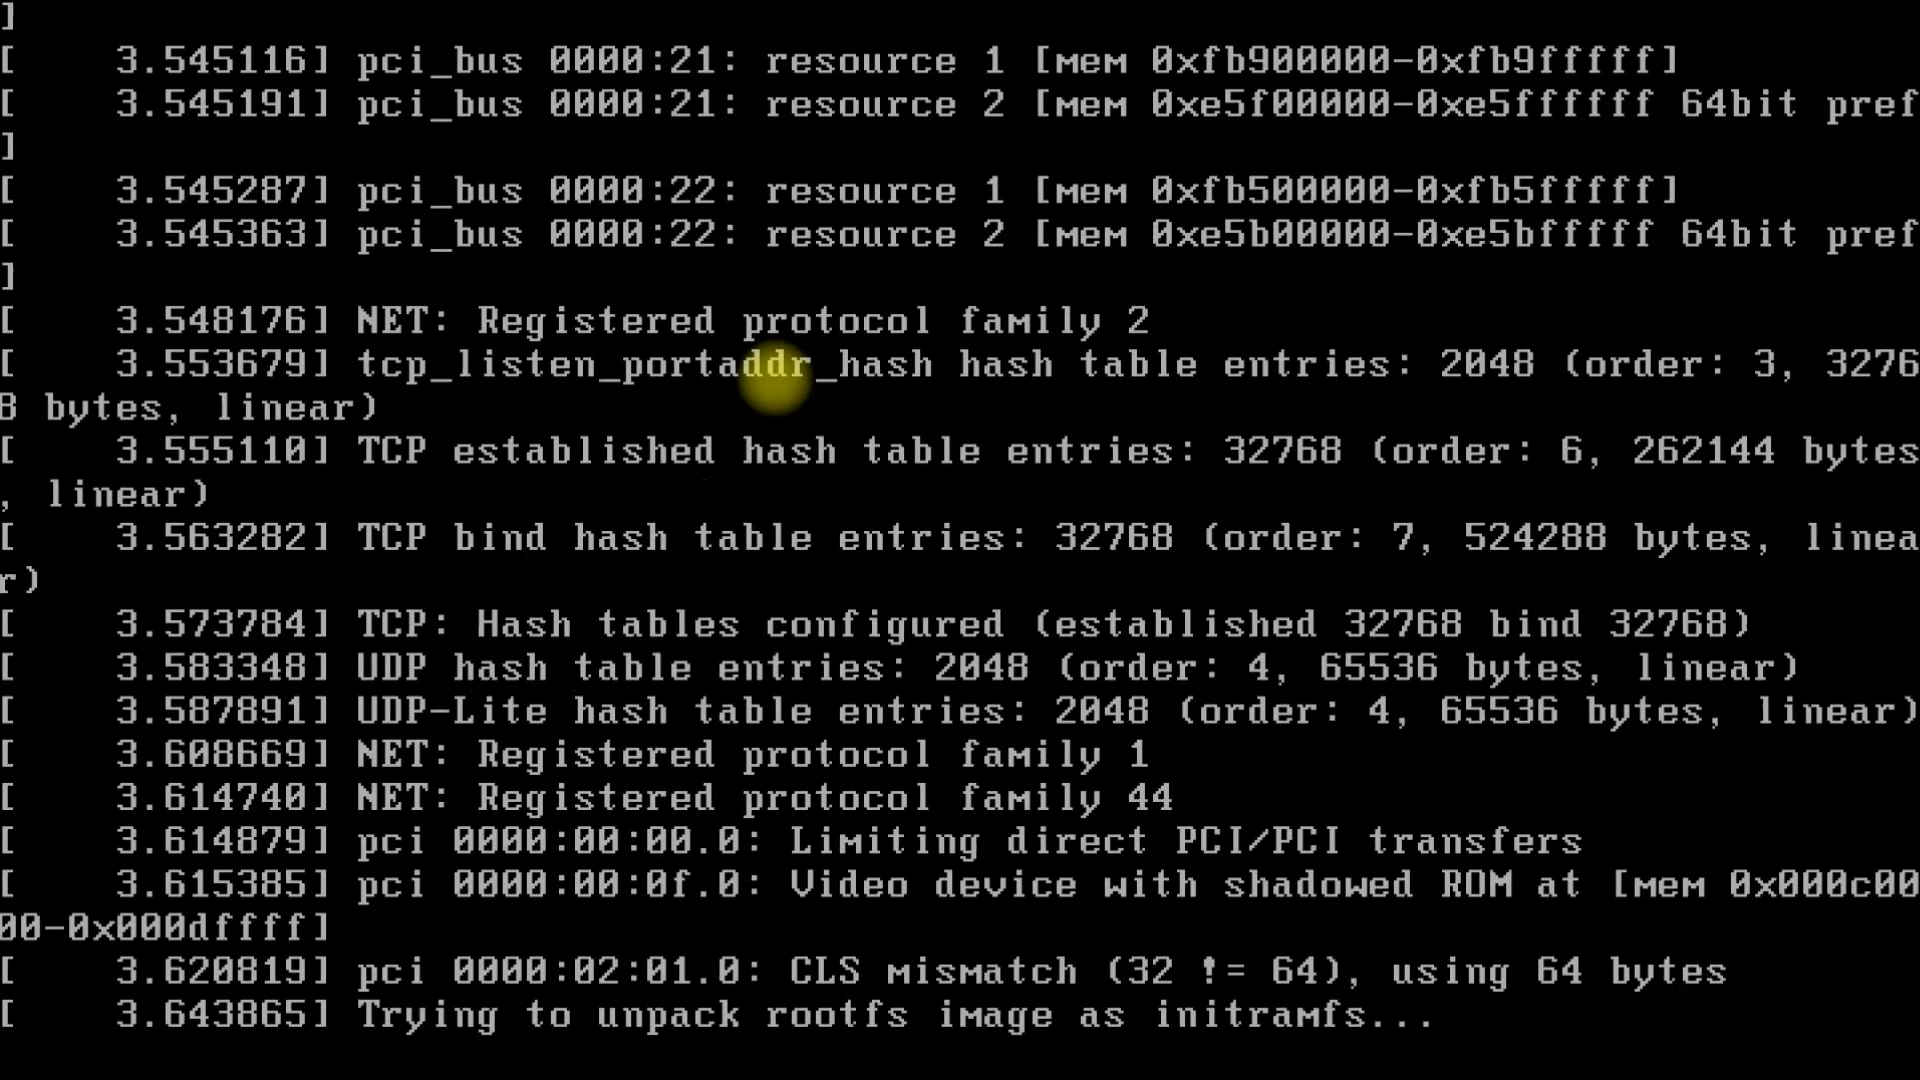 ]
[    3.545116] pci_bus 0000:21: resource 1 [mem 0xfb900000-0xfb9fffff]
[    3.545191] pci_bus 0000:21: resource 2 [mem 0xe5f00000-0xe5ffffff 64bit pref
]
[    3.545287] pci_bus 0000:22: resource 1 [mem 0xfb500000-0xfb5fffff]
[    3.545363] pci_bus 0000:22: resource 2 [mem 0xe5b00000-0xe5bfffff 64bit pref
]
[    3.548176] NET: Registered protocol family 2
[    3.553679] tcp_listen_portaddr_hash hash table entries: 2048 (order: 3, 3276
8 bytes, linear)
[    3.555110] TCP established hash table entries: 32768 (order: 6, 262144 bytes
, linear)
[    3.563282] TCP bind hash table entries: 32768 (order: 7, 524288 bytes, linea
r)
[    3.573784] TCP: Hash tables configured (established 32768 bind 32768)
[    3.583348] UDP hash table entries: 2048 (order: 4, 65536 bytes, linear)
[    3.587891] UDP-Lite hash table entries: 2048 (order: 4, 65536 bytes, linear)
[    3.608669] NET: Registered protocol family 1
[    3.614740] NET: Registered protocol family 44
[    3.614879] pci 0000:00:00.0: Limiting direct PCI/PCI transfers
[    3.615385] pci 0000:00:0f.0: Video device with shadowed ROM at [mem 0x000c00
00-0x000dffff]
[    3.620819] pci 0000:02:01.0: CLS mismatch (32 != 64), using 64 bytes
[    3.643865] Trying to unpack rootfs image as initramfs...